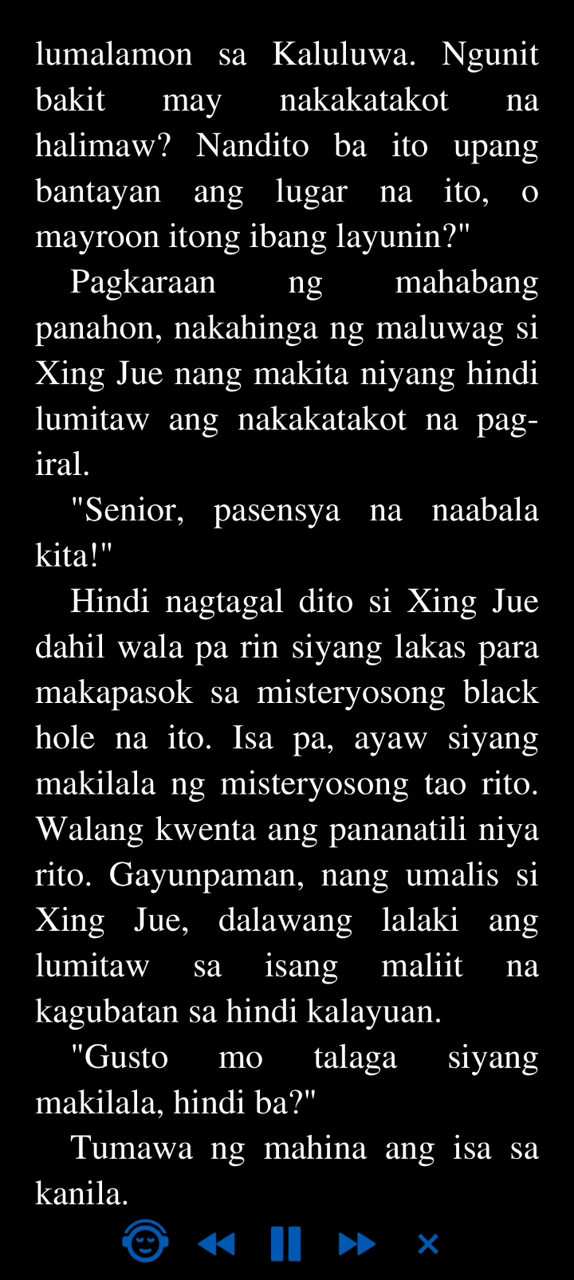 lumalamon sa Kaluluwa. Ngunit
bakit may nakakatakot na
halimaw? Nandito ba ito upang
bantayan ang lugar na ito, o
mayroon itong ibang layunin?"
Pagkaraan ng mahabang
panahon, nakahinga ng maluwag si
Xing Jue nang makita niyang hindi
lumitaw ang nakakatakot na pag-
iral.
"Senior, pasensya na naabala
kita!"
Hindi nagtagal dito si Xing Jue
dahil wala pa rin siyang lakas para
makapasok sa misteryosong black
hole na ito. Isa pa, ayaw siyang
makilala ng misteryosong tao rito.
Walang kwenta ang pananatili niya
rito. Gayunpaman, nang umalis si
Xing Jue, dalawang lalaki ang
lumitaw sa isang maliit na
kagubatan sa hindi kalayuan.
"Gusto mo talaga siyang
makilala, hindi ba?"
Tumawa ng mahina ang isa sa
kanila.